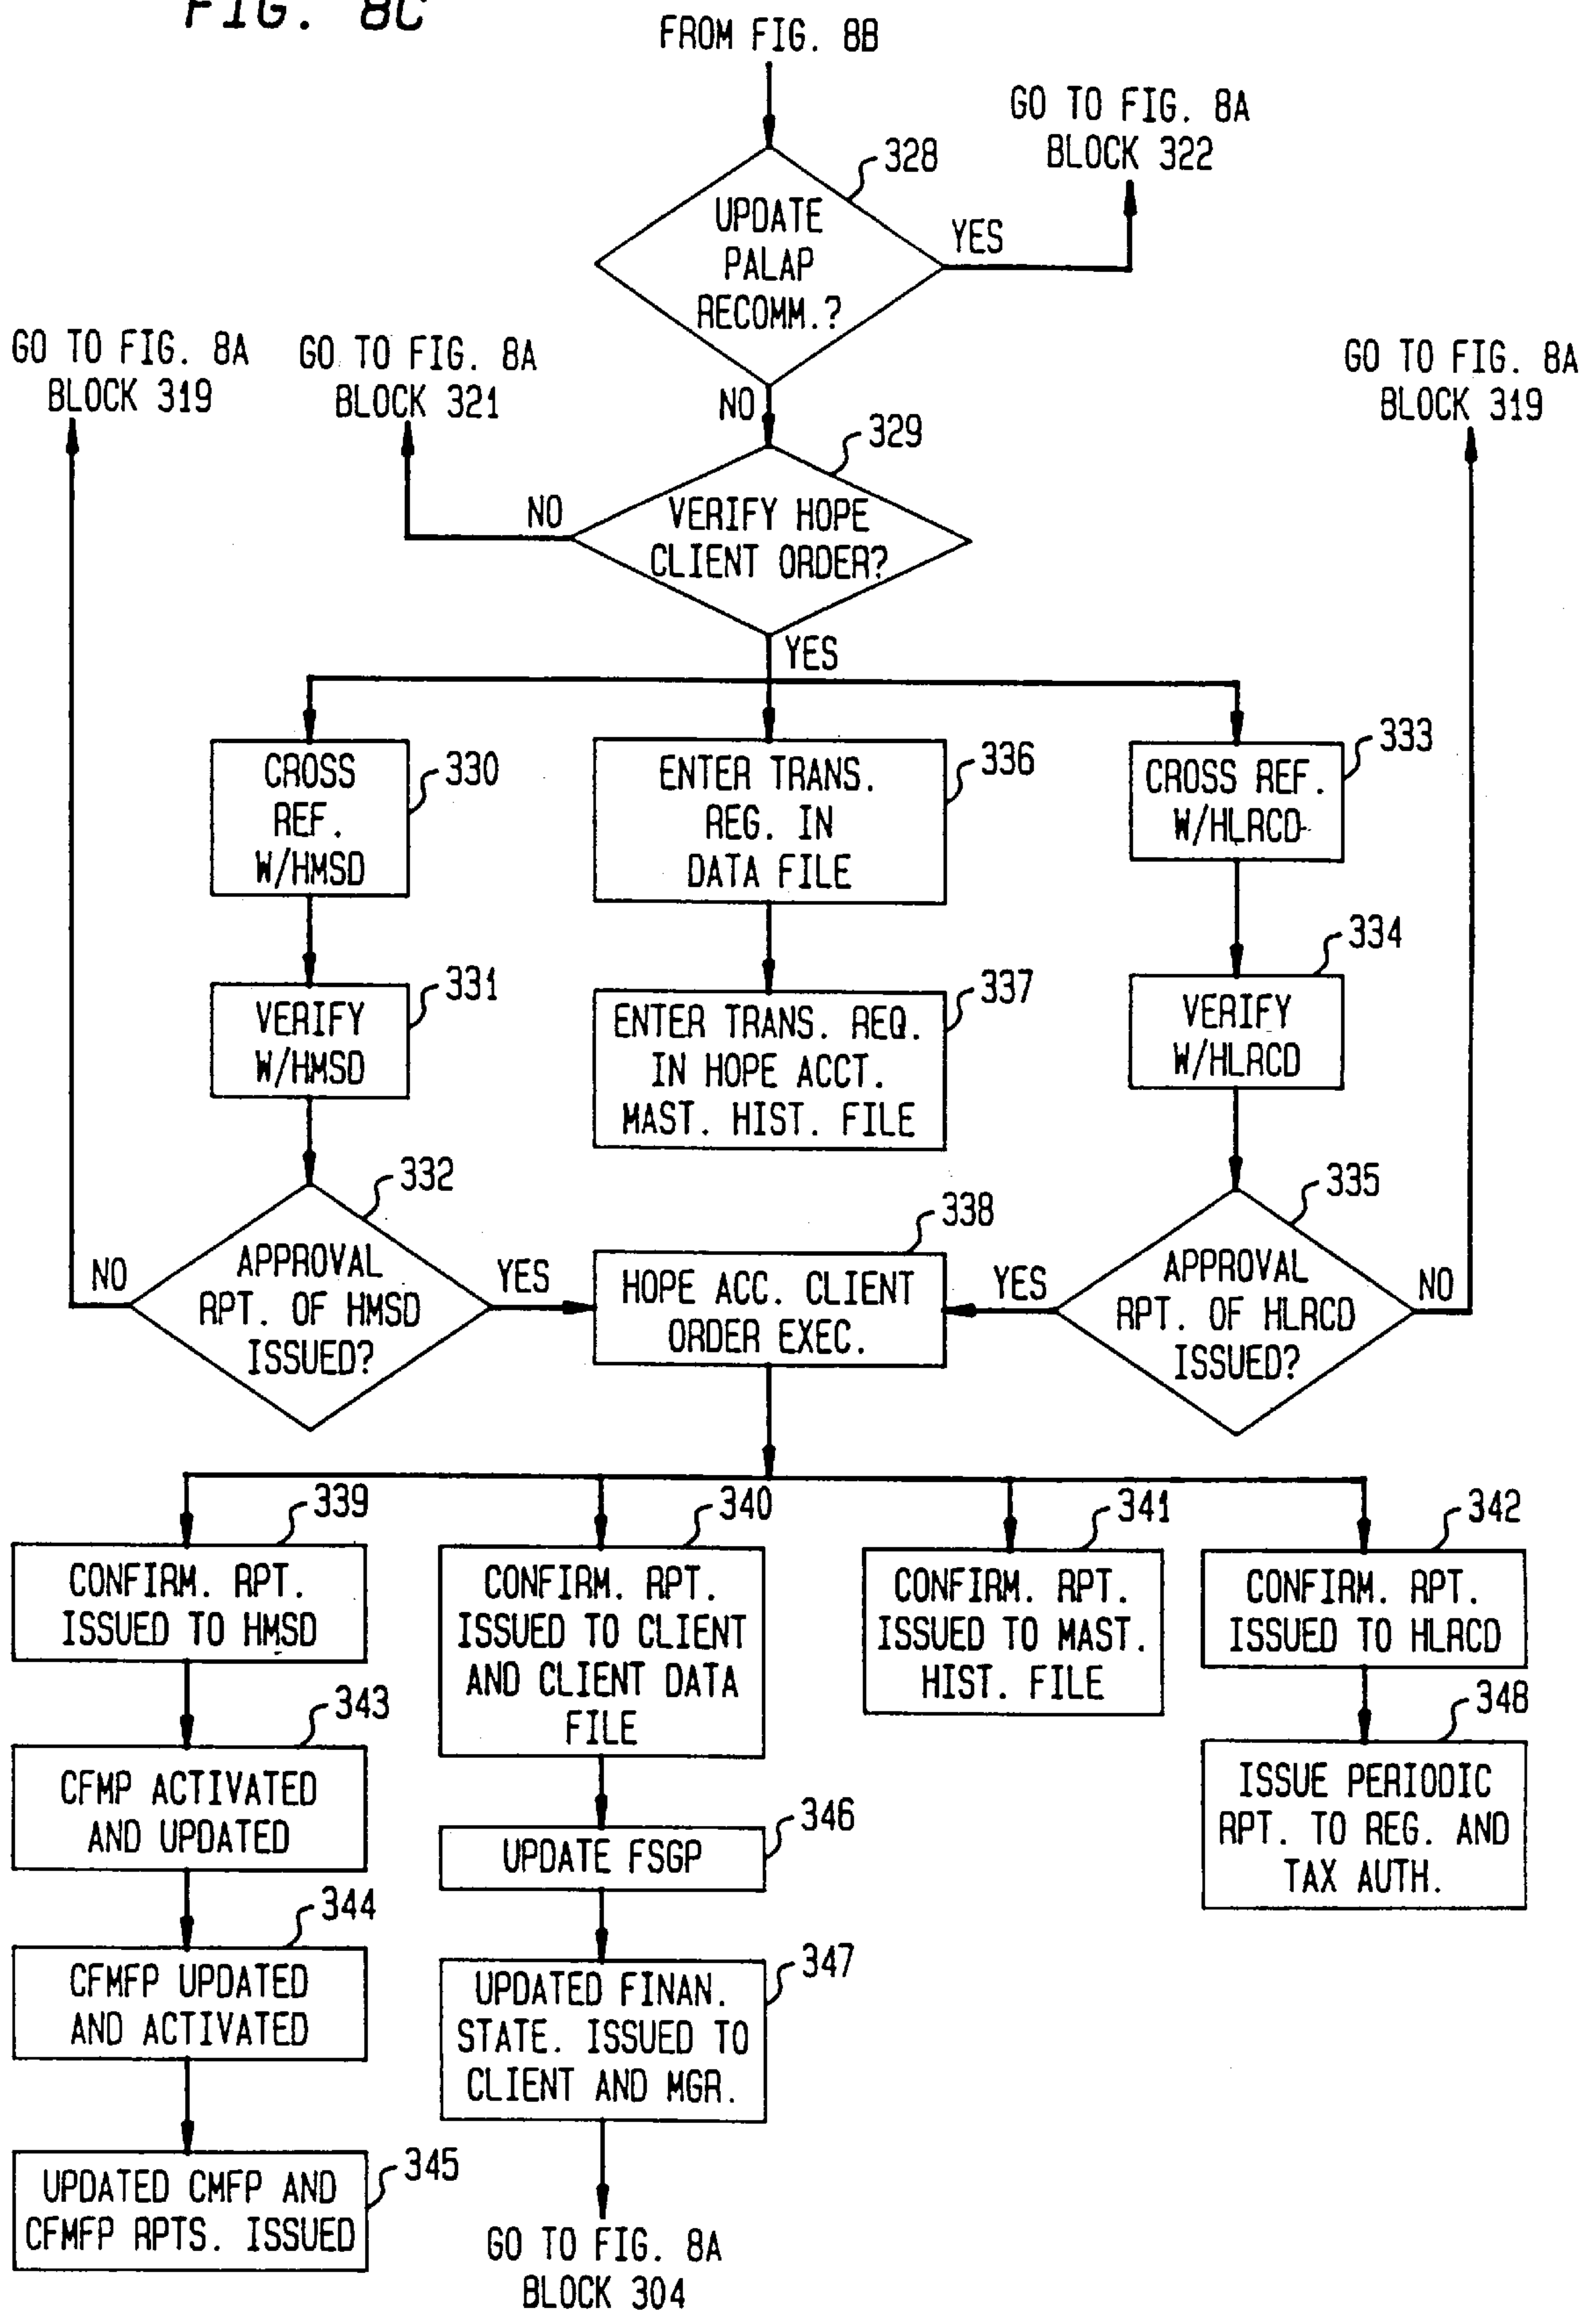 FIG. 8C
FROM FIG. 8B
GO TO FIG. 8A
BLOCK 322
328
UPDATE
PALAP
RECOMM.?
YES
NO
GO TO FIG. 8A
BLOCK 319
GO TO FIG. 8A
BLOCK 321
GO TO FIG. 8A
BLOCK 319
329
VERIFY HOPE
CLIENT ORDER?
NO
YES
330
CROSS
REF.
W/HMSD
336
ENTER TRANS.
REG. IN
DATA FILE
333
CROSS REF.
W/HLRCD
331
VERIFY
W/HMSD
337
ENTER TRANS. REQ.
IN HOPE ACCT.
MAST. HIST. FILE
334
VERIFY
W/HLRCD
332
APPROVAL
RPT. OF HMSD
ISSUED?
NO
YES
338
HOPE ACC. CLIENT
ORDER EXEC.
335
APPROVAL
RPT. OF HLRCD
ISSUED?
YES
NO
339
CONFIRM. RPT.
ISSUED TO HMSD
340
CONFIRM. RPT.
ISSUED TO CLIENT
AND CLIENT DATA
FILE
341
CONFIRM. RPT.
ISSUED TO MAST.
HIST. FILE
342
CONFIRM. RPT.
ISSUED TO HLRCD
343
CFMP ACTIVATED
AND UPDATED
346
UPDATE FSGP
348
ISSUE PERIODIC
RPT. TO REG. AND
TAX AUTH.
344
CFMFP UPDATED
AND ACTIVATED
347
UPDATED FINAN.
STATE. ISSUED TO
CLIENT AND MGR.
345
UPDATED CMFP AND
CFMFP RPTS. ISSUED
GO TO FIG. 8A
BLOCK 304